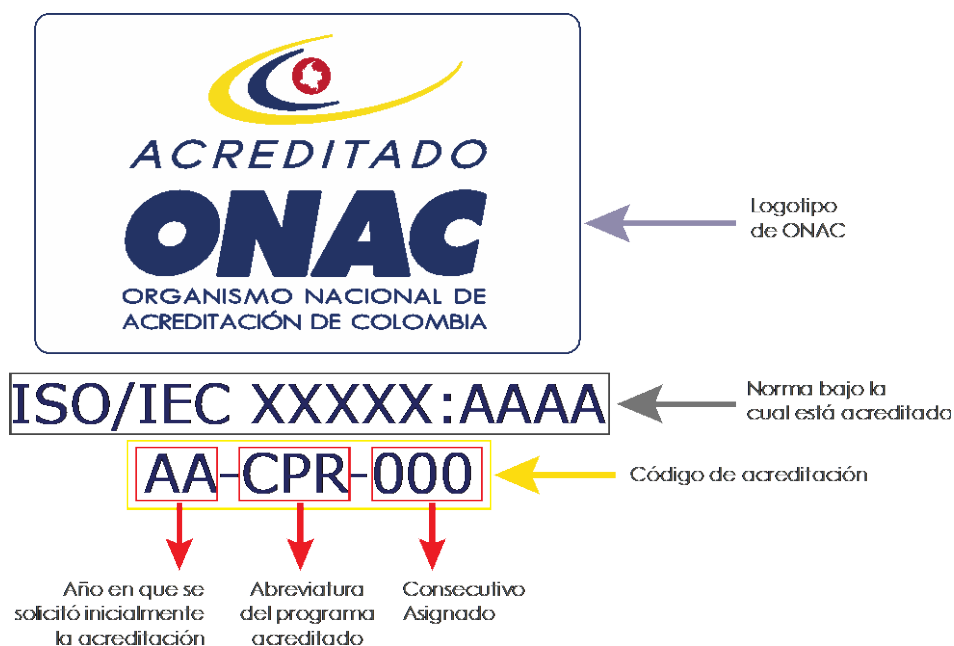 ACREDITADO
ONAC
ORGANISMO NACIONAL DE
ACREDITACIÓN DE COLOMBIA
Logotipo
de ONAC
ISO/IEC XXXXX:AAAA
Norma bajo la
cual está acreditado
AA-CPR-000
Código de acreditación
Año en que se
solicitó inicialmente
la acreditación
Abreviatura
del programa
acreditado
Consecutivo
Asignado